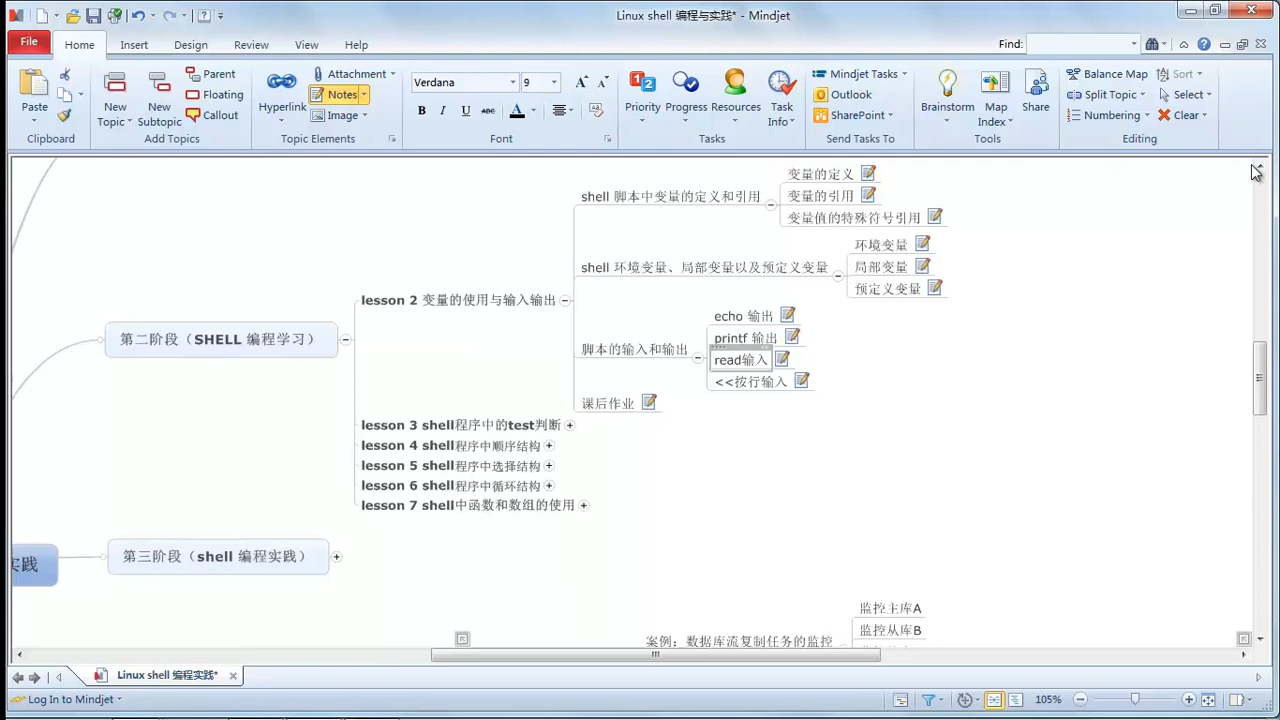 Linux shell 编程与实践* - Mindjet
File
Home
Insert
Design
Review
View
Help
Find:
Paste
Clipboard
New Topic
New Subtopic
Parent
Floating
Callout
Add Topics
Hyperlink
Attachment
Notes
Image
Topic Elements
Verdana
9
B I U abc A
Font
Priority
Progress
Resources
Task Info
Tasks
Mindjet Tasks
Outlook
SharePoint
Send Tasks To
Brainstorm
Map Index
Share
Tools
Balance Map
Split Topic
Numbering
Sort
Select
Clear
Editing
变量的定义
shell 脚本中变量的定义和引用
变量的引用
变量值的特殊符号引用
环境变量
shell 环境变量、局部变量以及预定义变量
局部变量
预定义变量
lesson 2 变量的使用与输入输出
echo 输出
printf 输出
第二阶段（SHELL 编程学习）
脚本的输入和输出
read输入
<<按行输入
课后作业
lesson 3 shell程序中的test判断
lesson 4 shell程序中顺序结构
lesson 5 shell程序中选择结构
lesson 6 shell程序中循环结构
lesson 7 shell中函数和数组的使用
实践
第三阶段（shell 编程实践）
监控主库A
监控从库B
案例：数据库流复制任务的监控
Linux shell 编程实践*
Log In to Mindjet
105%